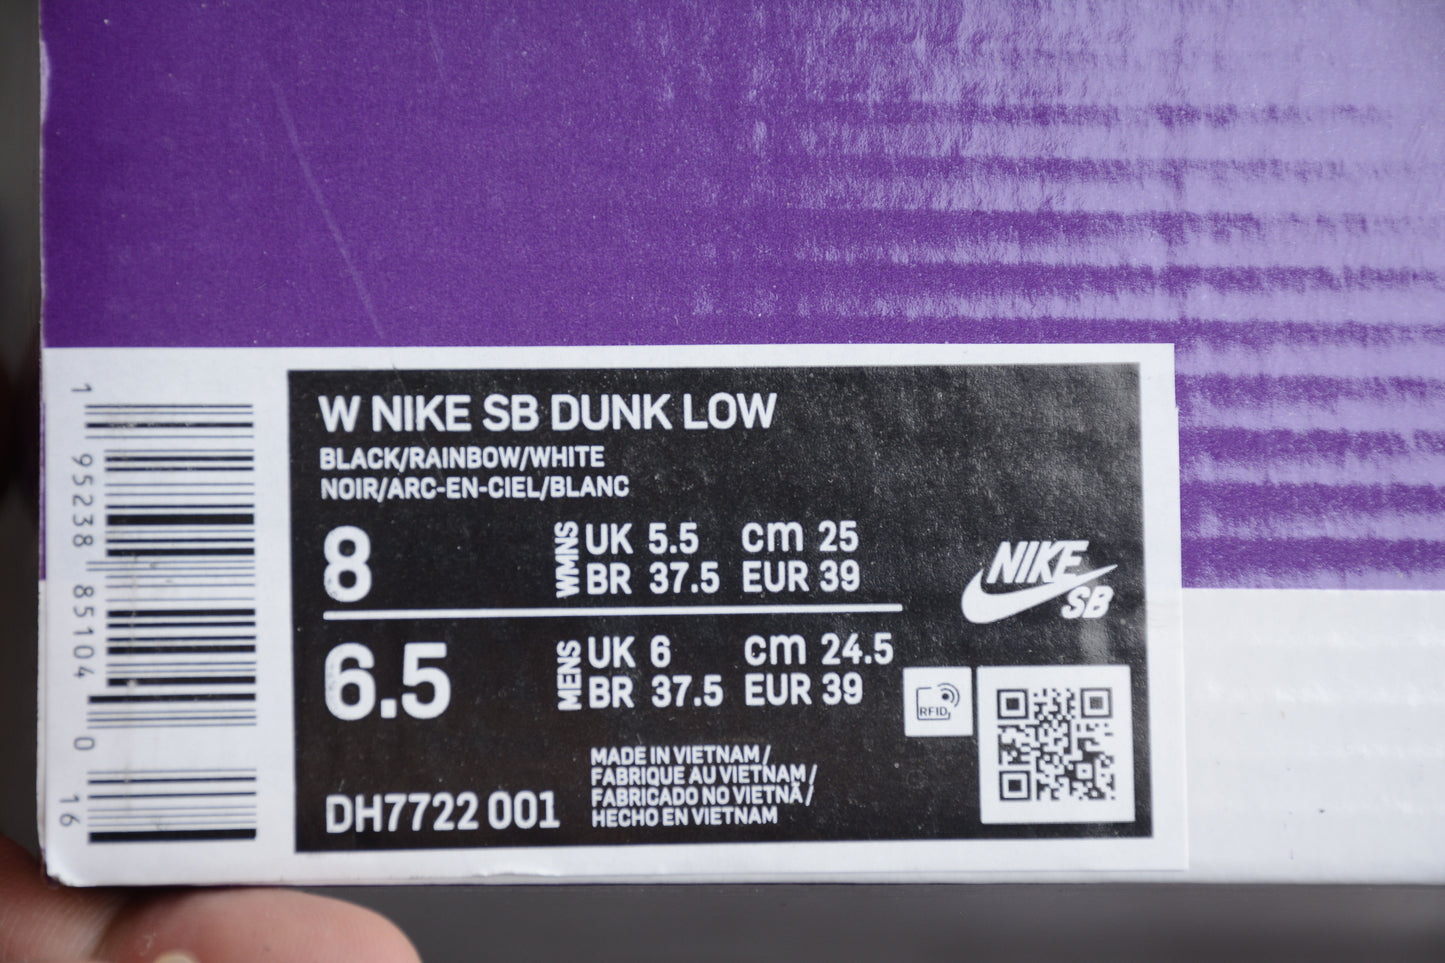 W NIKE SB DUNK LOW
BLACK/RAINBOW/WHITE
NOIR/ARC-EN-CIEL/BLANC
8 WMNS UK 5.5 cm 25
BR 37.5 EUR 39
6.5 MENS UK 6 cm 24.5
BR 37.5 EUR 39
NIKE
SB
RFID
MADE IN VIETNAM /
FABRIQUE AU VIETNAM /
FABRICADO NO VIETNÃ /
HECHO EN VIETNAM
DH7722 001
1 95238 85104 0 16